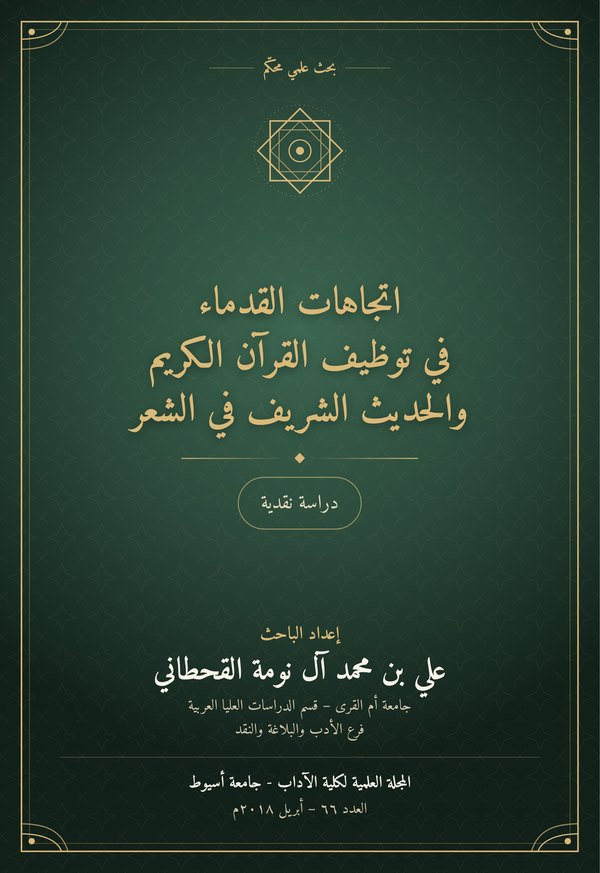 بحث علمي محكّم
اتجاهات القدماء
في توظيف القرآن الكريم
والحديث الشريف في الشعر
دراسة نقدية
إعداد الباحث
علي بن محمد آل نومة القحطاني
جامعة أم القرى – قسم الدراسات العليا العربية
فرع الأدب والبلاغة والنقد
المجلة العلمية لكلية الآداب - جامعة أسيوط
العدد ٦٦ – أبريل ٢٠١٨م